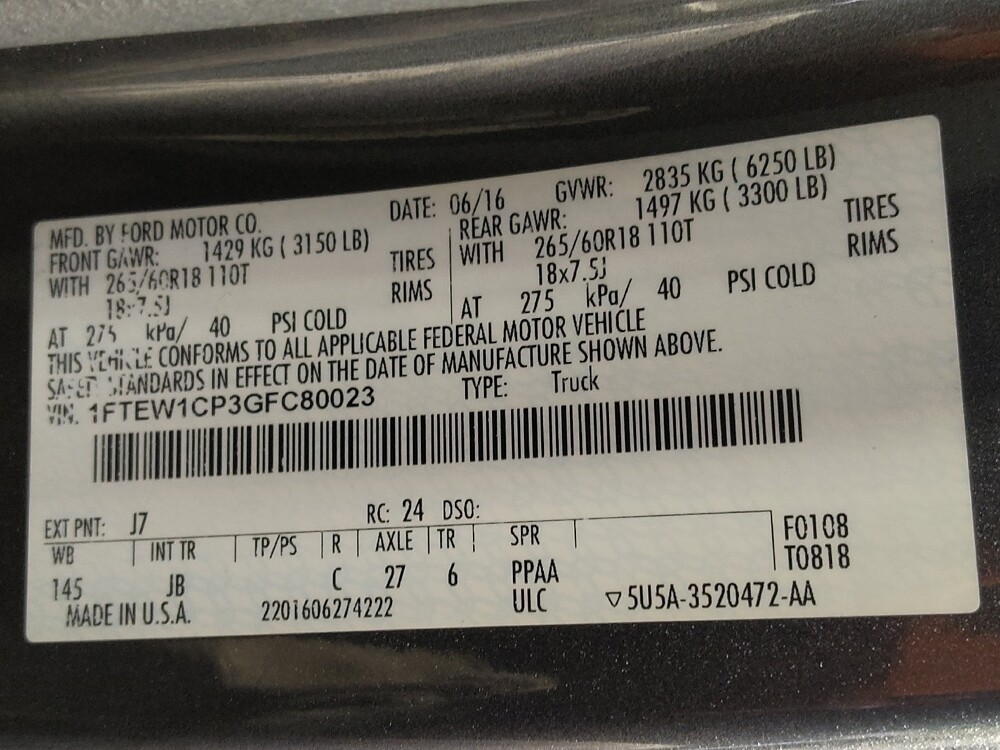 MFD. BY FORD MOTOR CO.
DATE: 06/16 GVWR: 2835 KG ( 6250 LB)
FRONT GAWR: 1429 KG ( 3150 LB)
WITH 265/60R18 110T TIRES
18x7.5J RIMS
AT 275 kPa/ 40 PSI COLD
REAR GAWR: 1497 KG ( 3300 LB)
WITH 265/60R18 110T TIRES
18x7.5J RIMS
AT 275 kPa/ 40 PSI COLD
THIS VEHICLE CONFORMS TO ALL APPLICABLE FEDERAL MOTOR VEHICLE
SAFETY STANDARDS IN EFFECT ON THE DATE OF MANUFACTURE SHOWN ABOVE.
VIN: 1FTEW1CP3GFC80023 TYPE: Truck
EXT PNT: J7 RC: 24 DSO:
WB INT TR TP/PS R AXLE TR SPR
145 JB C 27 6 PPAA
F0108
T0818
MADE IN U.S.A. 2201606274222 ULC ▽5U5A-3520472-AA